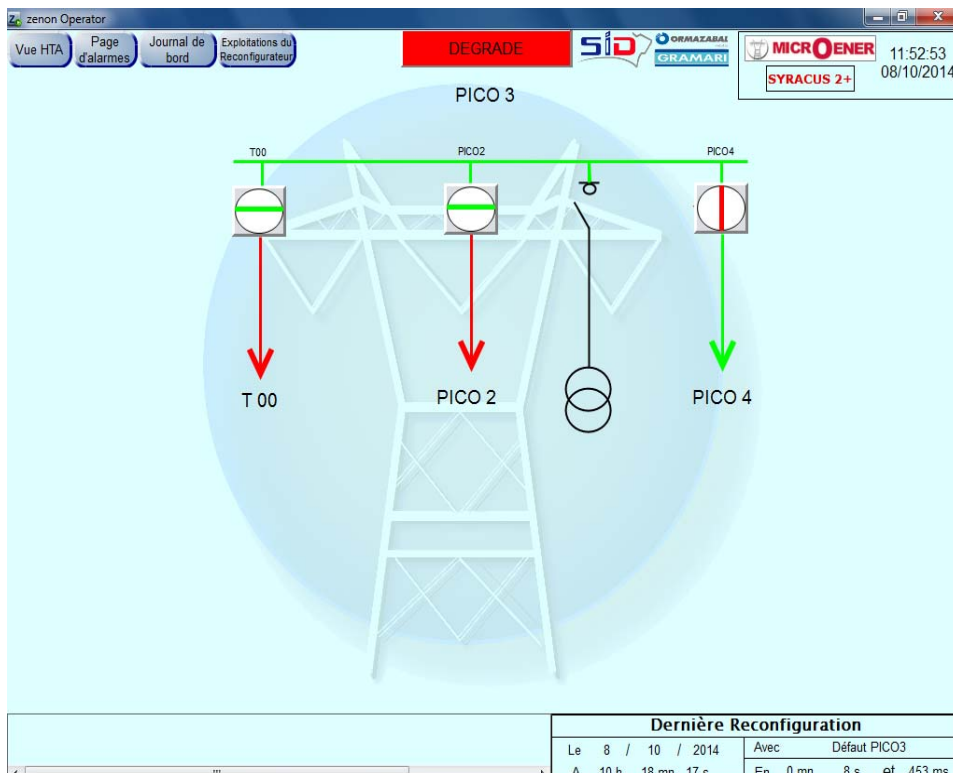 zenon Operator
Vue HTA
Page d'alarmes
Journal de bord
Exploitations du Reconfigurateur
DEGRADE
SID
ORMAZABAL
GRAMARI
MICROENER
SYRACUS 2+
11:52:53
08/10/2014
PICO 3
T00
PICO2
PICO4
T 00
PICO 2
PICO 4
Dernière Reconfiguration
Le 8 / 10 / 2014
Avec Défaut PICO3
A 10 h 18 mn 17 s
En 0 mn 8 s et 453 ms